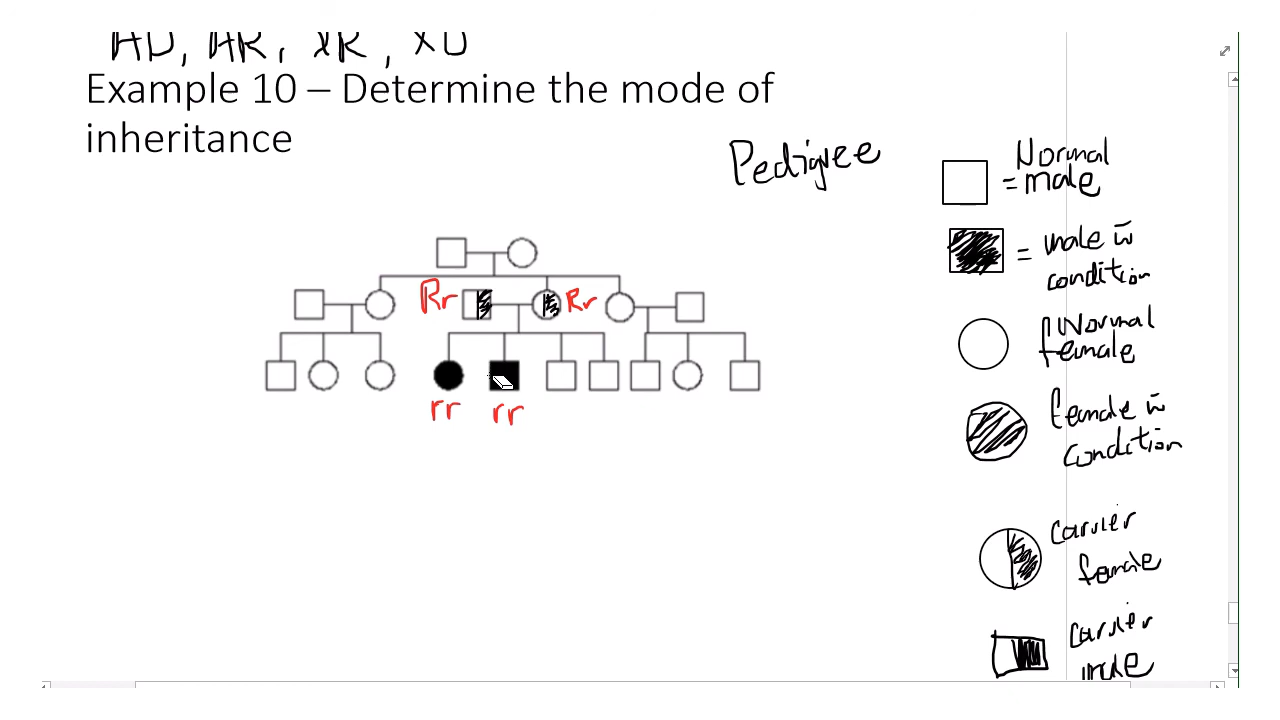 AD, AR, XR, XD
Example 10 – Determine the mode of
inheritance
Pedigree
Normal
= male
= male w̄
condition
Normal
female
female w̄
condition
carrier
female
carrier
male
Rr Rr
rr rr